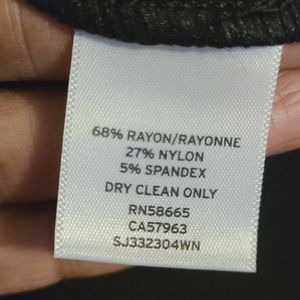 68% RAYON/RAYONNE
27% NYLON
5% SPANDEX
DRY CLEAN ONLY
RN58665
CA57963
SJ332304WN